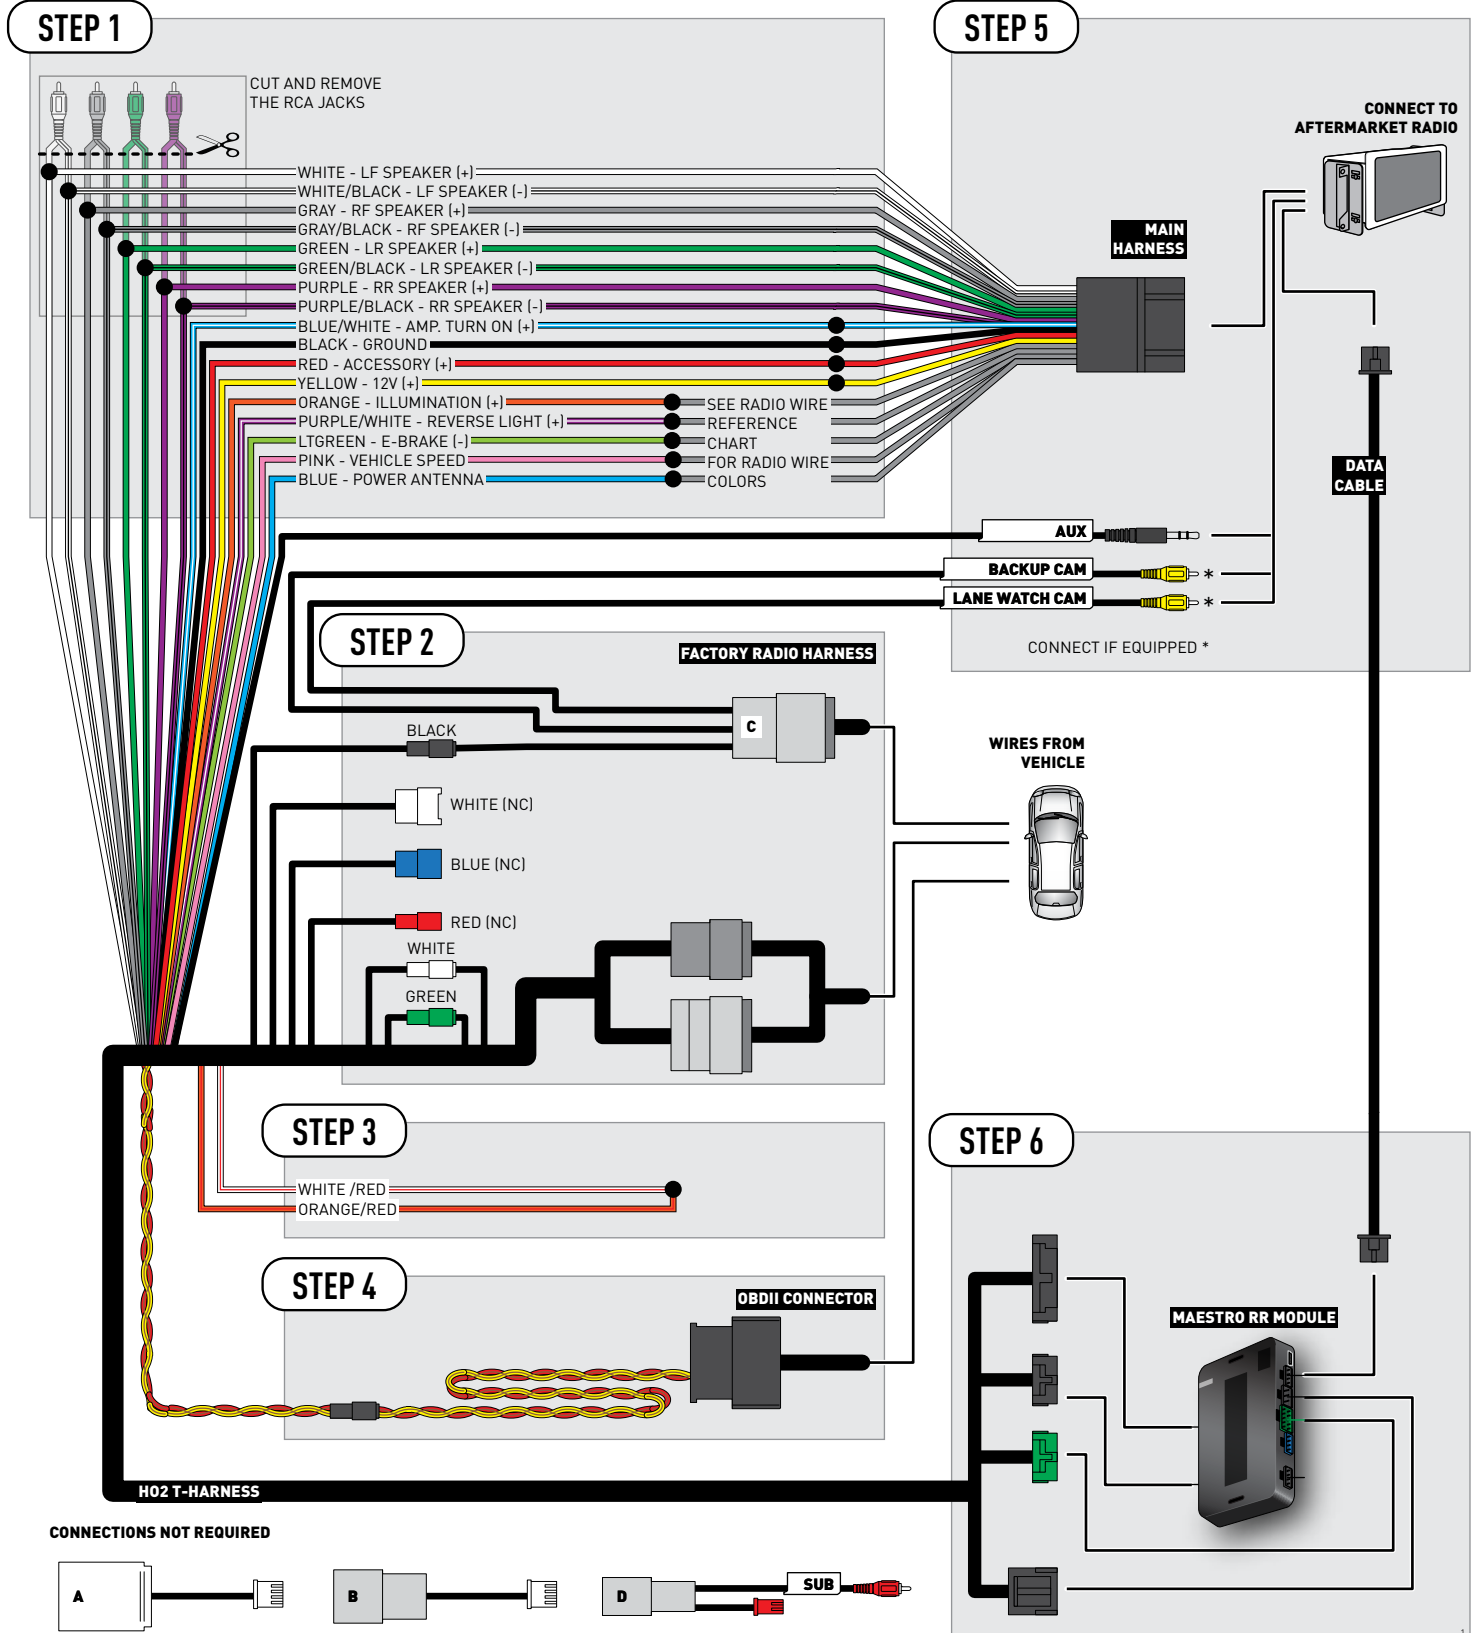 STEP 1
CUT AND REMOVE
THE RCA JACKS
WHITE - LF SPEAKER (+)
WHITE/BLACK - LF SPEAKER (-)
GRAY - RF SPEAKER (+)
GRAY/BLACK - RF SPEAKER (-)
GREEN - LR SPEAKER (+)
GREEN/BLACK - LR SPEAKER (-)
PURPLE - RR SPEAKER (+)
PURPLE/BLACK - RR SPEAKER (-)
BLUE/WHITE - AMP. TURN ON (+)
BLACK - GROUND
RED - ACCESSORY (+)
YELLOW - 12V (+)
ORANGE - ILLUMINATION (+)
PURPLE/WHITE - REVERSE LIGHT (+)
LTGREEN - E-BRAKE (-)
PINK - VEHICLE SPEED
BLUE - POWER ANTENNA
SEE RADIO WIRE
REFERENCE
CHART
FOR RADIO WIRE
COLORS
STEP 5
CONNECT TO
AFTERMARKET RADIO
MAIN
HARNESS
DATA
CABLE
AUX
BACKUP CAM
*
LANE WATCH CAM
*
CONNECT IF EQUIPPED *
STEP 2
FACTORY RADIO HARNESS
C
BLACK
WHITE (NC)
BLUE (NC)
RED (NC)
WHITE
GREEN
WIRES FROM
VEHICLE
STEP 3
WHITE /RED
ORANGE/RED
STEP 4
OBDII CONNECTOR
STEP 6
MAESTRO RR MODULE
HO2 T-HARNESS
CONNECTIONS NOT REQUIRED
A
B
D
SUB
1